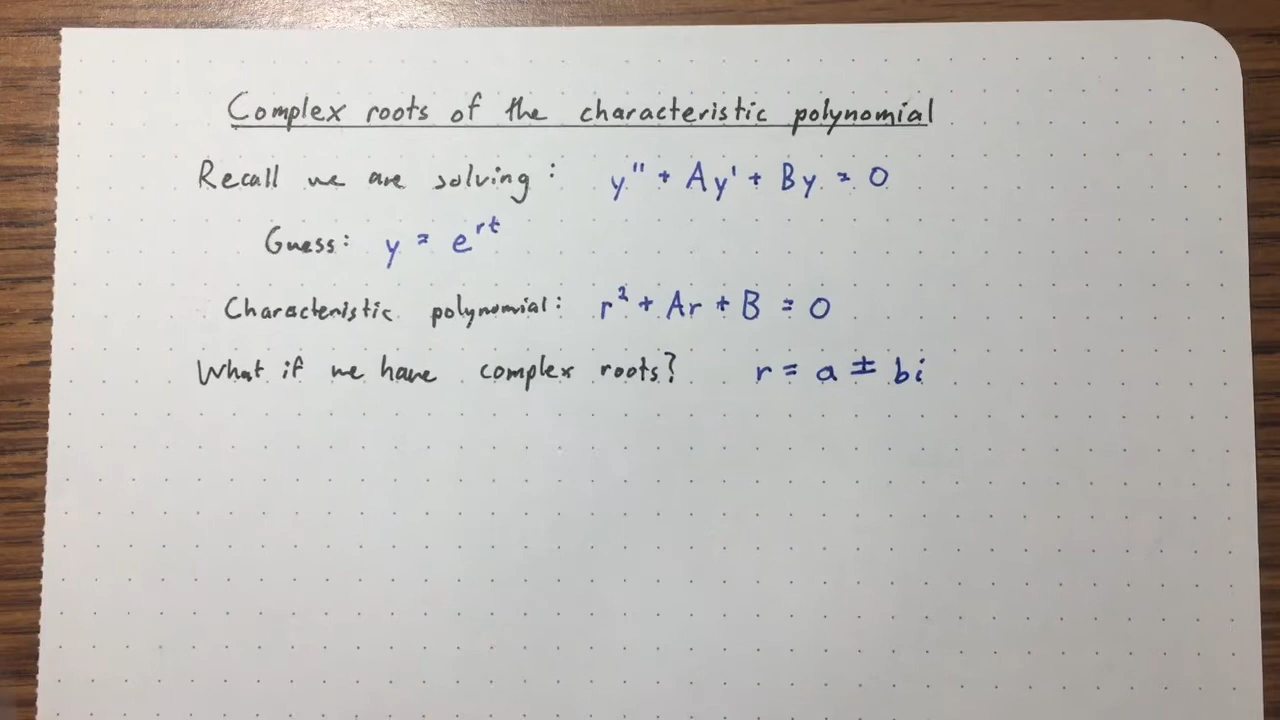 Complex roots of the characteristic polynomial
Recall we are solving: y" + Ay' + By = 0
Guess: y = e^{rt}
Characteristic polynomial: r² + Ar + B = 0
What if we have complex roots? r = a ± bi